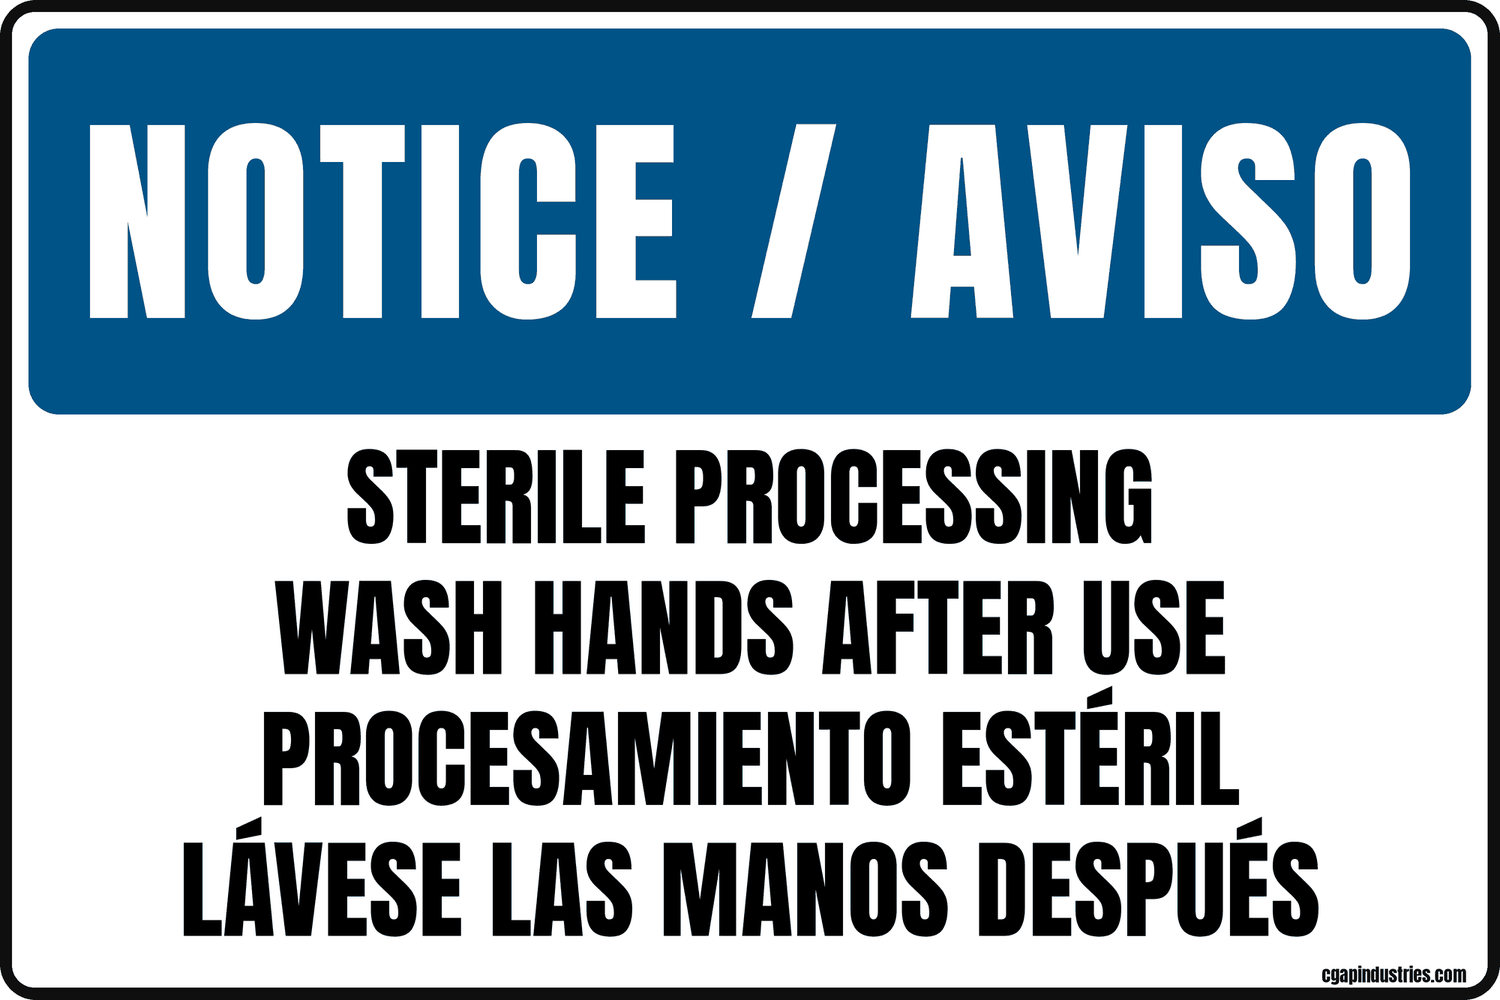 NOTICE / AVISO
STERILE PROCESSING
WASH HANDS AFTER USE
PROCESAMIENTO ESTÉRIL
LÁVESE LAS MANOS DESPUÉS
cgapindustries.com